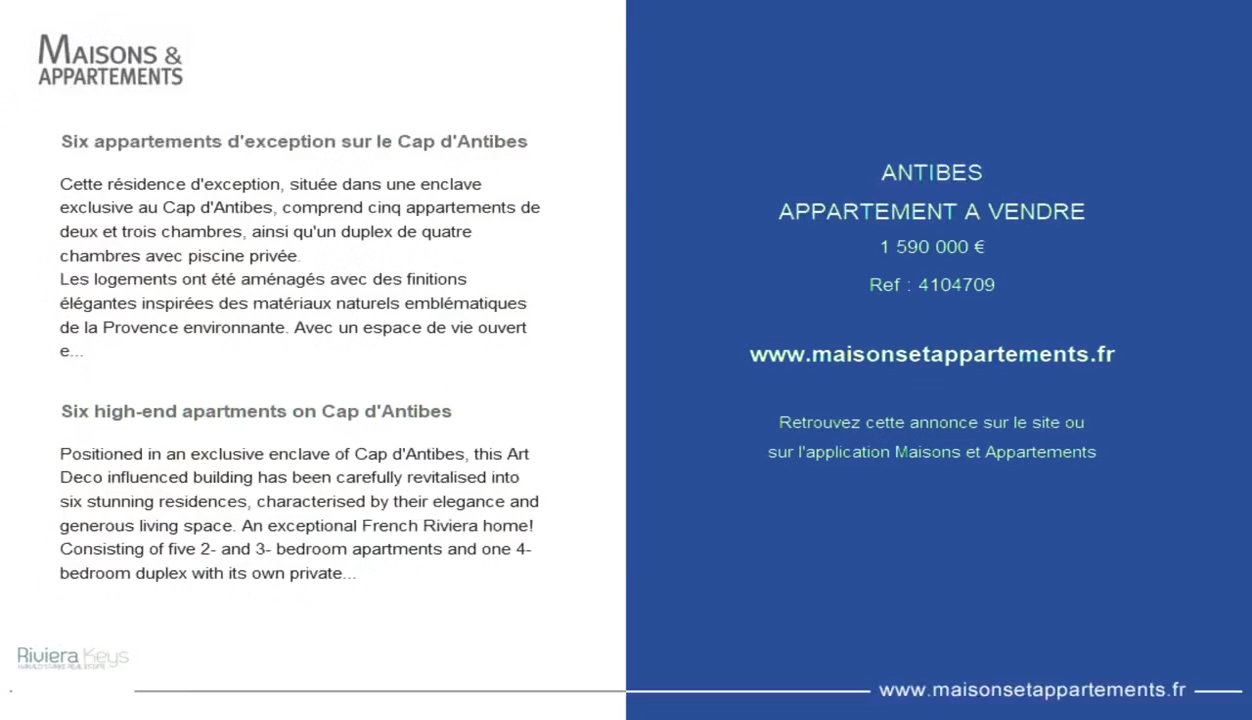 MAISONS &
APPARTEMENTS
Six appartements d'exception sur le Cap d'Antibes
Cette résidence d'exception, située dans une enclave
exclusive au Cap d'Antibes, comprend cinq appartements de
deux et trois chambres, ainsi qu'un duplex de quatre
chambres avec piscine privée.
Les logements ont été aménagés avec des finitions
élégantes inspirées des matériaux naturels emblématiques
de la Provence environnante. Avec un espace de vie ouvert
e...
Six high-end apartments on Cap d'Antibes
Positioned in an exclusive enclave of Cap d'Antibes, this Art
Deco influenced building has been carefully revitalised into
six stunning residences, characterised by their elegance and
generous living space. An exceptional French Riviera home!
Consisting of five 2- and 3- bedroom apartments and one 4-
bedroom duplex with its own private...
Riviera Keys
ANTIBES
APPARTEMENT A VENDRE
1 590 000 €
Ref : 4104709
www.maisonsetappartements.fr
Retrouvez cette annonce sur le site ou
sur l'application Maisons et Appartements
www.maisonsetappartements.fr